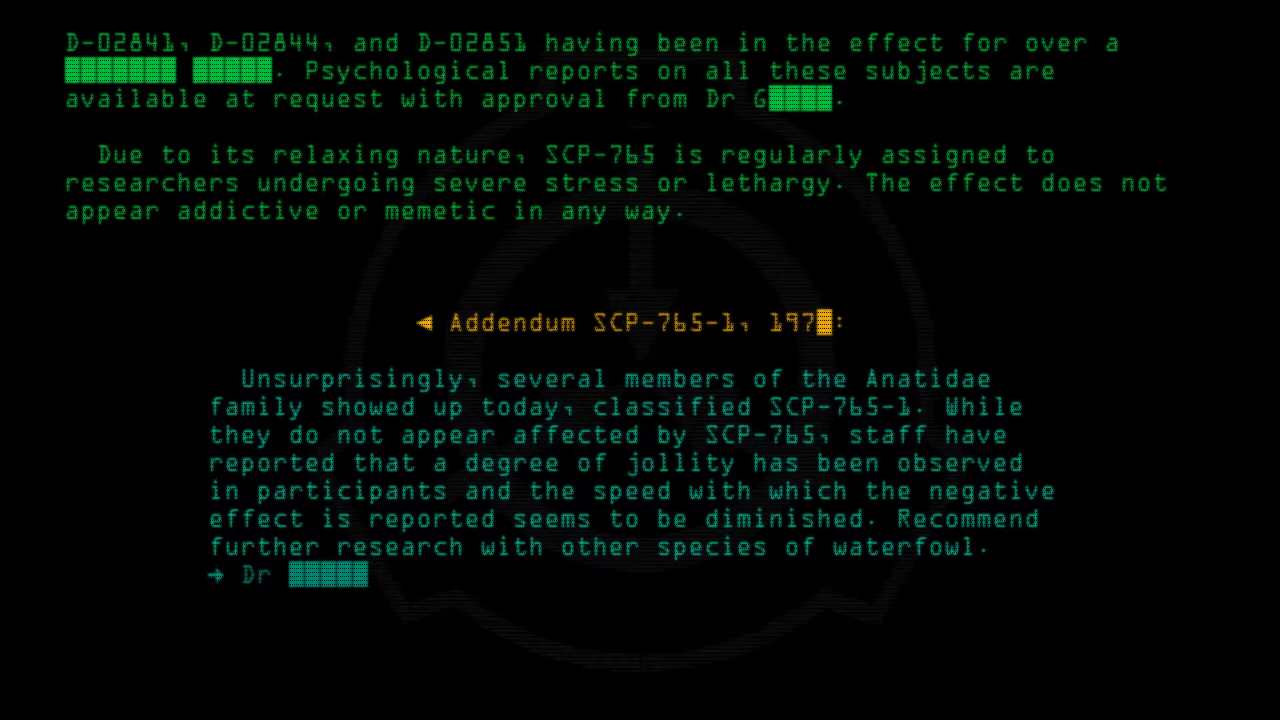 D-02841, D-02844, and D-02851 having been in the effect for over a
███████ █████. Psychological reports on all these subjects are
available at request with approval from Dr G████.
Due to its relaxing nature, SCP-765 is regularly assigned to
researchers undergoing severe stress or lethargy. The effect does not
appear addictive or memetic in any way.
◄ Addendum SCP-765-1, 197█:
Unsurprisingly, several members of the Anatidae
family showed up today, classified SCP-765-1. While
they do not appear affected by SCP-765, staff have
reported that a degree of jollity has been observed
in participants and the speed with which the negative
effect is reported seems to be diminished. Recommend
further research with other species of waterfowl.
→ Dr █████